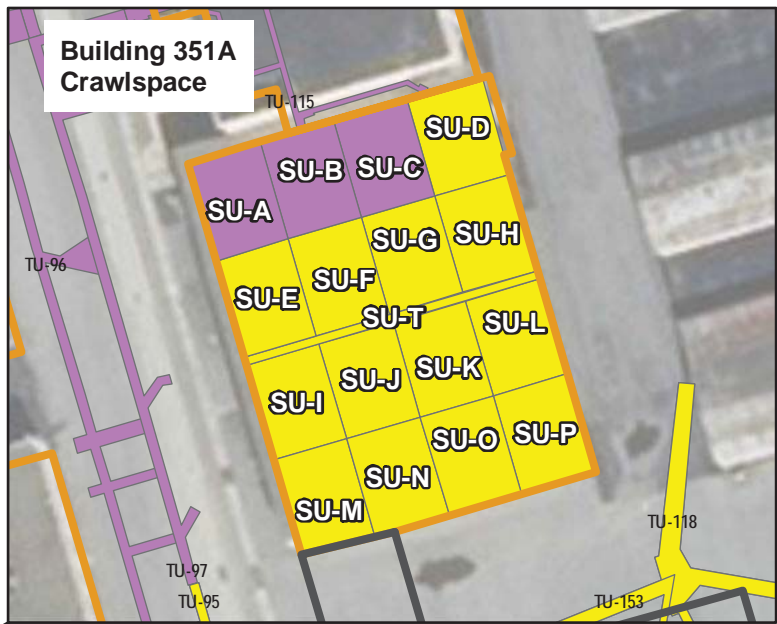 Building 351A
Crawlspace
TU-115
SU-D
SU-B
SU-C
SU-A
SU-G
SU-H
TU-96
SU-F
SU-E
SU-T
SU-L
SU-K
SU-J
SU-I
SU-P
SU-O
SU-N
SU-M
TU-118
TU-97
TU-95
TU-153